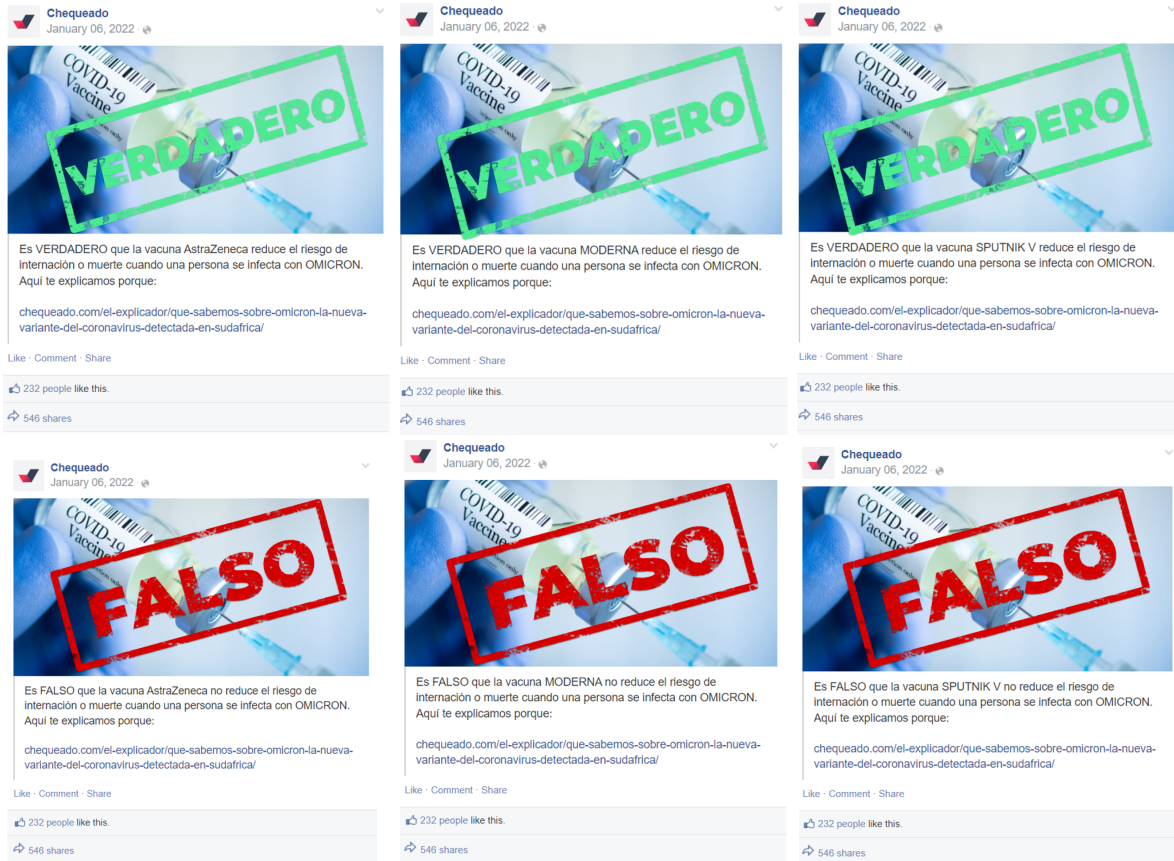 Chequeado
January 06, 2022
COVID-19
Vaccine
VERDADERO
Es VERDADERO que la vacuna AstraZeneca reduce el riesgo de
internación o muerte cuando una persona se infecta con OMICRON.
Aquí te explicamos porque:
chequeado.com/el-explicador/que-sabemos-sobre-omicron-la-nueva-
variante-del-coronavirus-detectada-en-sudafrica/
Like · Comment · Share
232 people like this.
546 shares
Chequeado
January 06, 2022
COVID-19
Vaccine
VERDADERO
Es VERDADERO que la vacuna MODERNA reduce el riesgo de
internación o muerte cuando una persona se infecta con OMICRON.
Aquí te explicamos porque:
chequeado.com/el-explicador/que-sabemos-sobre-omicron-la-nueva-
variante-del-coronavirus-detectada-en-sudafrica/
Like · Comment · Share
232 people like this.
546 shares
Chequeado
January 06, 2022
COVID-19
Vaccine
VERDADERO
Es VERDADERO que la vacuna SPUTNIK V reduce el riesgo de
internación o muerte cuando una persona se infecta con OMICRON.
Aquí te explicamos porque:
chequeado.com/el-explicador/que-sabemos-sobre-omicron-la-nueva-
variante-del-coronavirus-detectada-en-sudafrica/
Like · Comment · Share
232 people like this.
546 shares
Chequeado
January 06, 2022
COVID-19
Vaccine
FALSO
Es FALSO que la vacuna AstraZeneca no reduce el riesgo de
internación o muerte cuando una persona se infecta con OMICRON.
Aquí te explicamos porque:
chequeado.com/el-explicador/que-sabemos-sobre-omicron-la-nueva-
variante-del-coronavirus-detectada-en-sudafrica/
Like · Comment · Share
232 people like this.
546 shares
Chequeado
January 06, 2022
COVID-19
Vaccine
FALSO
Es FALSO que la vacuna MODERNA no reduce el riesgo de
internación o muerte cuando una persona se infecta con OMICRON.
Aquí te explicamos porque:
chequeado.com/el-explicador/que-sabemos-sobre-omicron-la-nueva-
variante-del-coronavirus-detectada-en-sudafrica/
Like · Comment · Share
232 people like this.
546 shares
Chequeado
January 06, 2022
COVID-19
Vaccine
FALSO
Es FALSO que la vacuna SPUTNIK V no reduce el riesgo de
internación o muerte cuando una persona se infecta con OMICRON.
Aquí te explicamos porque:
chequeado.com/el-explicador/que-sabemos-sobre-omicron-la-nueva-
variante-del-coronavirus-detectada-en-sudafrica/
Like · Comment · Share
232 people like this.
546 shares